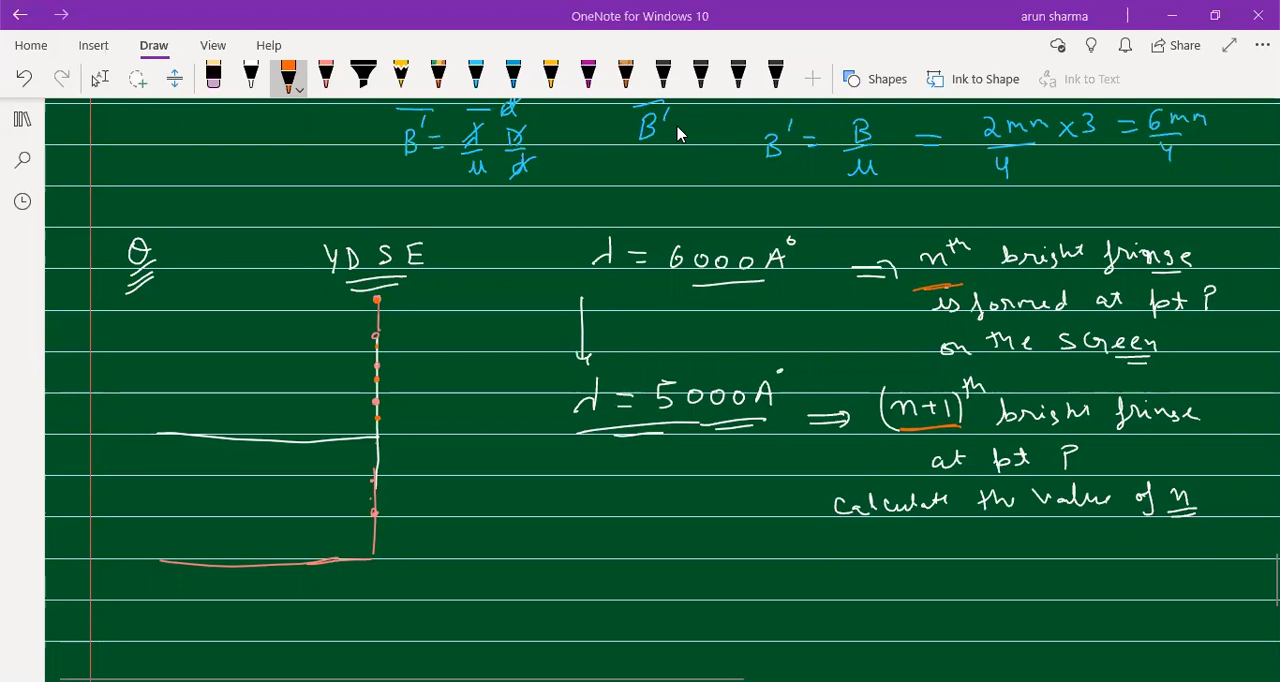 OneNote for Windows 10
arun sharma
Home Insert Draw View Help
Share
Shapes
Ink to Shape
Ink to Text
B' = λ/μ D/d
B'
B' = B/μ = 2mm/4 × 3 = 6mm/4
Q YDSE λ = 6000A° ⇒ nth bright fringe
is formed at pt P
on the screen
λ = 5000A° ⇒ (n+1)th bright fringe
at pt P
Calculate the value of n